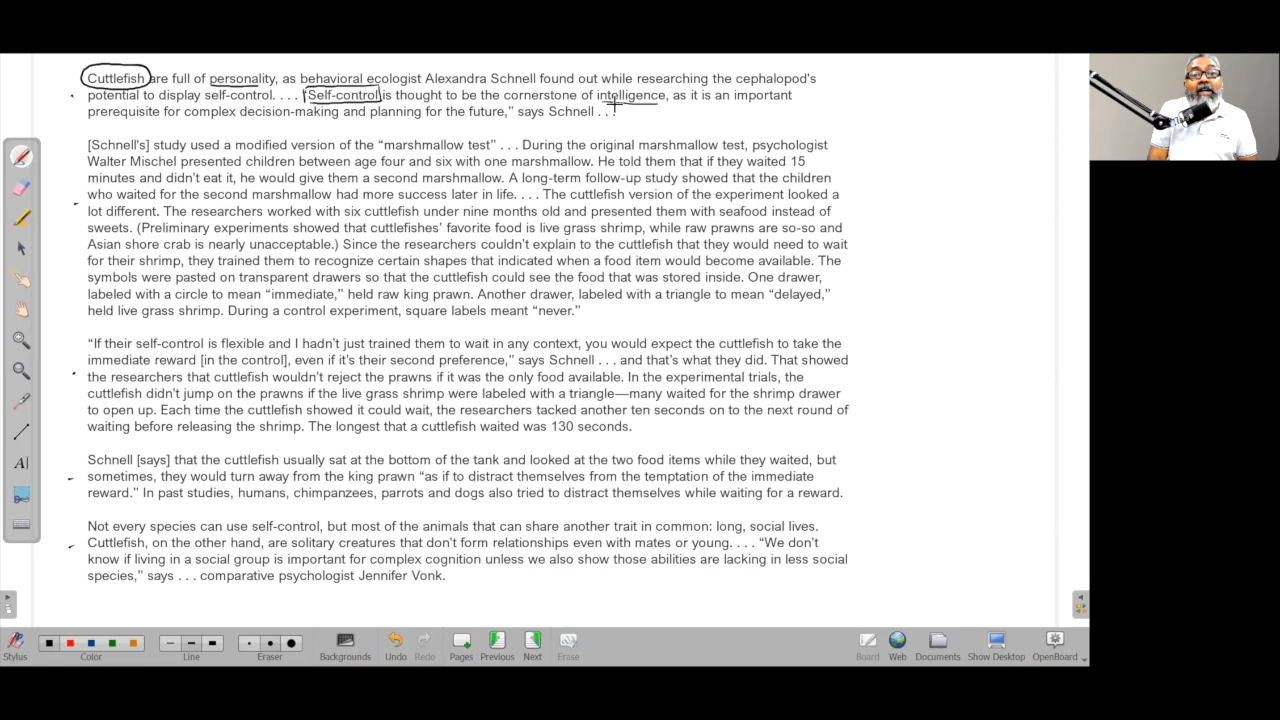 Cuttlefish are full of personality, as behavioral ecologist Alexandra Schnell found out while researching the cephalopod's
potential to display self-control. . . . "Self-control is thought to be the cornerstone of intelligence, as it is an important
prerequisite for complex decision-making and planning for the future," says Schnell . . .
[Schnell's] study used a modified version of the "marshmallow test" . . . During the original marshmallow test, psychologist
Walter Mischel presented children between age four and six with one marshmallow. He told them that if they waited 15
minutes and didn't eat it, he would give them a second marshmallow. A long-term follow-up study showed that the children
who waited for the second marshmallow had more success later in life. . . . The cuttlefish version of the experiment looked a
lot different. The researchers worked with six cuttlefish under nine months old and presented them with seafood instead of
sweets. (Preliminary experiments showed that cuttlefishes' favorite food is live grass shrimp, while raw prawns are so-so and
Asian shore crab is nearly unacceptable.) Since the researchers couldn't explain to the cuttlefish that they would need to wait
for their shrimp, they trained them to recognize certain shapes that indicated when a food item would become available. The
symbols were pasted on transparent drawers so that the cuttlefish could see the food that was stored inside. One drawer,
labeled with a circle to mean "immediate," held raw king prawn. Another drawer, labeled with a triangle to mean "delayed,"
held live grass shrimp. During a control experiment, square labels meant "never."
"If their self-control is flexible and I hadn't just trained them to wait in any context, you would expect the cuttlefish to take the
immediate reward [in the control], even if it's their second preference," says Schnell . . . and that's what they did. That showed
the researchers that cuttlefish wouldn't reject the prawns if it was the only food available. In the experimental trials, the
cuttlefish didn't jump on the prawns if the live grass shrimp were labeled with a triangle—many waited for the shrimp drawer
to open up. Each time the cuttlefish showed it could wait, the researchers tacked another ten seconds on to the next round of
waiting before releasing the shrimp. The longest that a cuttlefish waited was 130 seconds.
Schnell [says] that the cuttlefish usually sat at the bottom of the tank and looked at the two food items while they waited, but
sometimes, they would turn away from the king prawn "as if to distract themselves from the temptation of the immediate
reward." In past studies, humans, chimpanzees, parrots and dogs also tried to distract themselves while waiting for a reward.
Not every species can use self-control, but most of the animals that can share another trait in common: long, social lives.
Cuttlefish, on the other hand, are solitary creatures that don't form relationships even with mates or young. . . . "We don't
know if living in a social group is important for complex cognition unless we also show those abilities are lacking in less social
species," says . . . comparative psychologist Jennifer Vonk.
Stylus Color Line Eraser Backgrounds Undo Redo Pages Previous Next Erase Board Web Documents Show Desktop OpenBoard